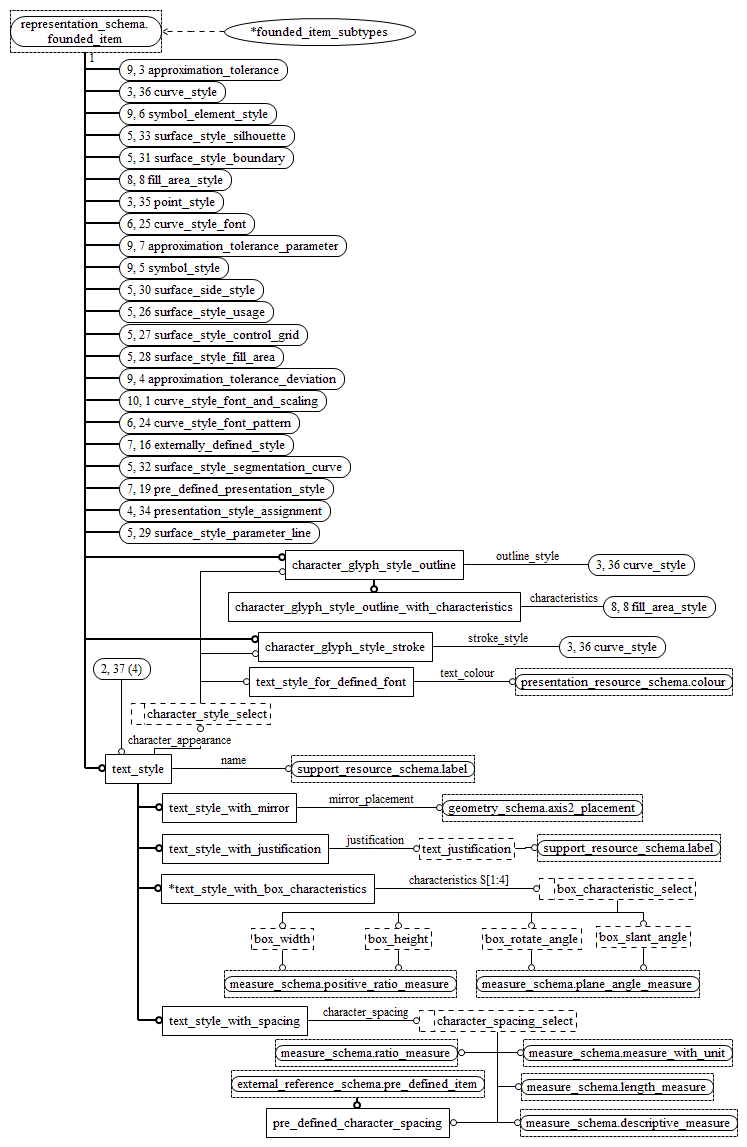 representation_schema.
founded_item
*founded_item_subtypes
1
9, 3 approximation_tolerance
3, 36 curve_style
9, 6 symbol_element_style
5, 33 surface_style_silhouette
5, 31 surface_style_boundary
8, 8 fill_area_style
3, 35 point_style
6, 25 curve_style_font
9, 7 approximation_tolerance_parameter
9, 5 symbol_style
5, 30 surface_side_style
5, 26 surface_style_usage
5, 27 surface_style_control_grid
5, 28 surface_style_fill_area
9, 4 approximation_tolerance_deviation
10, 1 curve_style_font_and_scaling
6, 24 curve_style_font_pattern
7, 16 externally_defined_style
5, 32 surface_style_segmentation_curve
7, 19 pre_defined_presentation_style
4, 34 presentation_style_assignment
5, 29 surface_style_parameter_line
character_glyph_style_outline
outline_style
3, 36 curve_style
character_glyph_style_outline_with_characteristics
characteristics
8, 8 fill_area_style
character_glyph_style_stroke
stroke_style
3, 36 curve_style
2, 37 (4)
text_style_for_defined_font
text_colour
presentation_resource_schema.colour
character_style_select
character_appearance
text_style
name
support_resource_schema.label
text_style_with_mirror
mirror_placement
geometry_schema.axis2_placement
text_style_with_justification
justification
text_justification
support_resource_schema.label
*text_style_with_box_characteristics
characteristics S[1:4]
box_characteristic_select
box_width
box_height
box_rotate_angle
box_slant_angle
measure_schema.positive_ratio_measure
measure_schema.plane_angle_measure
text_style_with_spacing
character_spacing
character_spacing_select
measure_schema.ratio_measure
measure_schema.measure_with_unit
external_reference_schema.pre_defined_item
measure_schema.length_measure
pre_defined_character_spacing
measure_schema.descriptive_measure